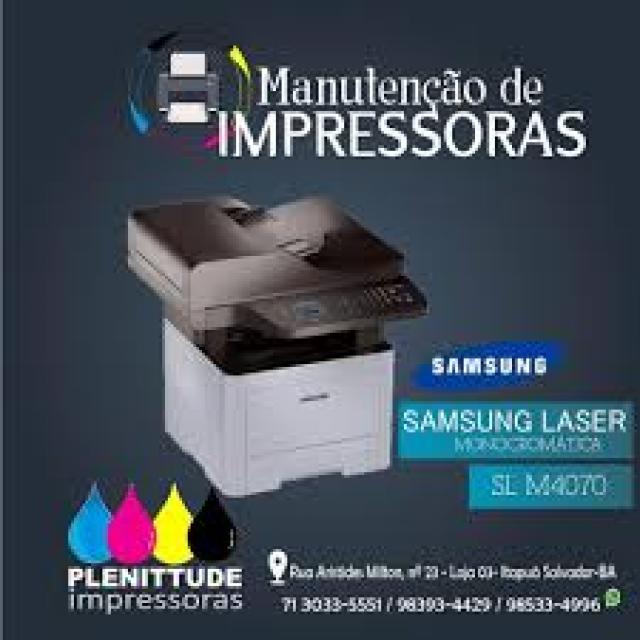 Manutenção de
IMPRESSORAS
SAMSUNG
SAMSUNG LASER
MONOCROMÁTICA
SL M4070
PLENITTUDE
impressoras
Rua Aristides Milton, nº 23 - Loja 03- Itapuã Salvador-BA
71 3033-5551 / 98393-4429 / 98533-4996